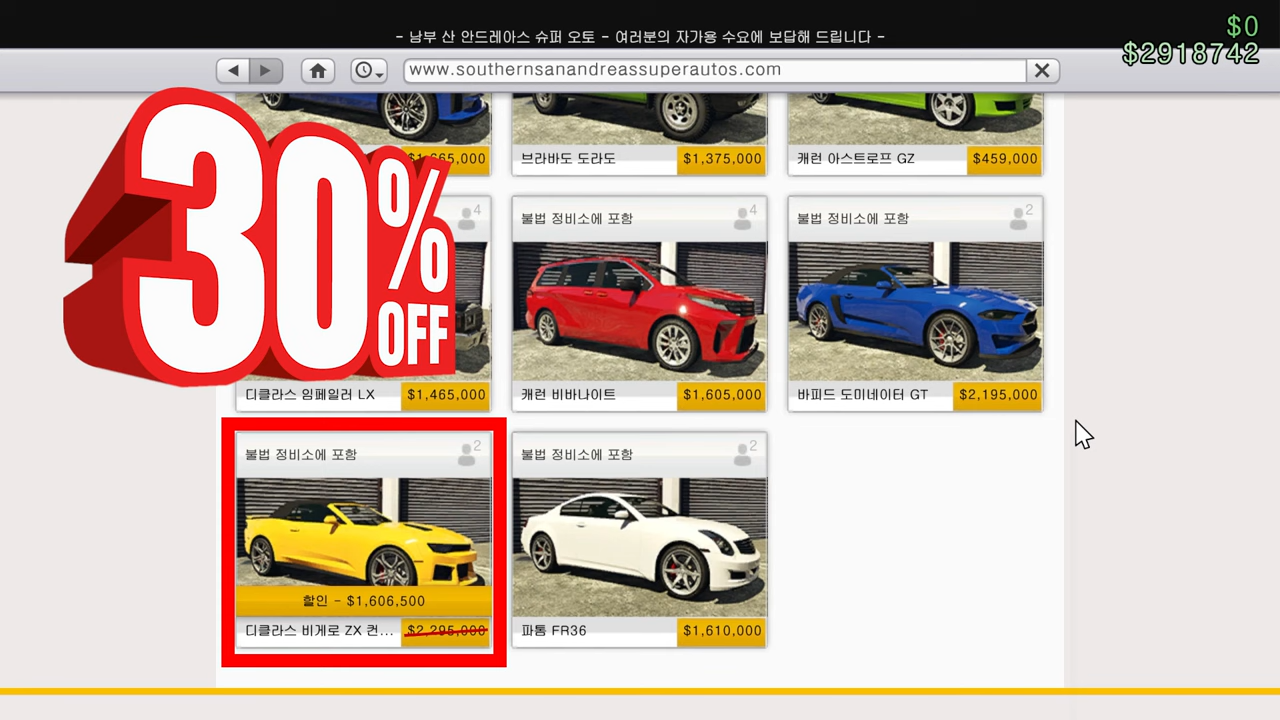 - 남부 산 안드레아스 슈퍼 오토 - 여러분의 자가용 수요에 보답해 드립니다 -
$0
$2918742
www.southernsanandreassuperautos.com
30% OFF
65,000
브라바도 도라도
$1,375,000
캐런 아스트로프 GZ
$459,000
4
불법 정비소에 포함
4
불법 정비소에 포함
2
디클라스 임페일러 LX
$1,465,000
캐런 비바나이트
$1,605,000
바피드 도미네이터 GT
$2,195,000
불법 정비소에 포함
2
불법 정비소에 포함
2
할인 - $1,606,500
디클라스 비게로 ZX 컨...
$2,295,000
파통 FR36
$1,610,000